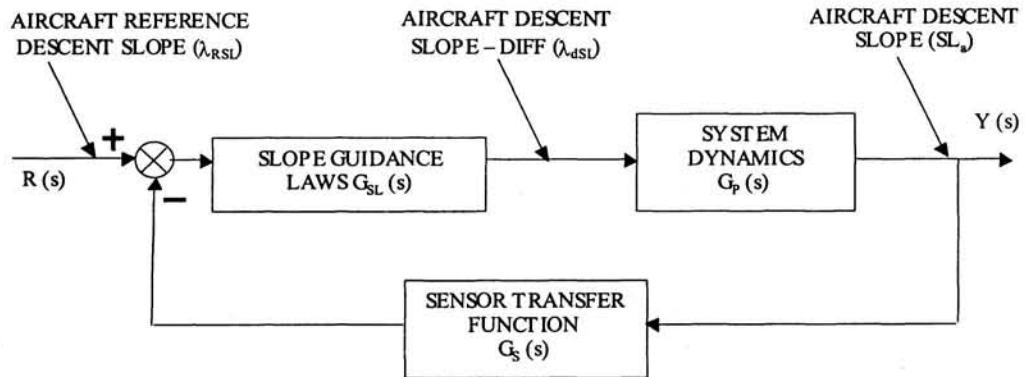 AIRCRAFT REFERENCE
DESCENT SLOPE (λRSL)
AIRCRAFT DESCENT
SLOPE – DIFF (λdSL)
AIRCRAFT DESCENT
SLOPE (SLa)
+
−
R (s)
SLOPE GUIDANCE
LAWS GSL (s)
SYSTEM
DYNAMICS
GP (s)
Y (s)
SENSOR TRANSFER
FUNCTION
GS (s)